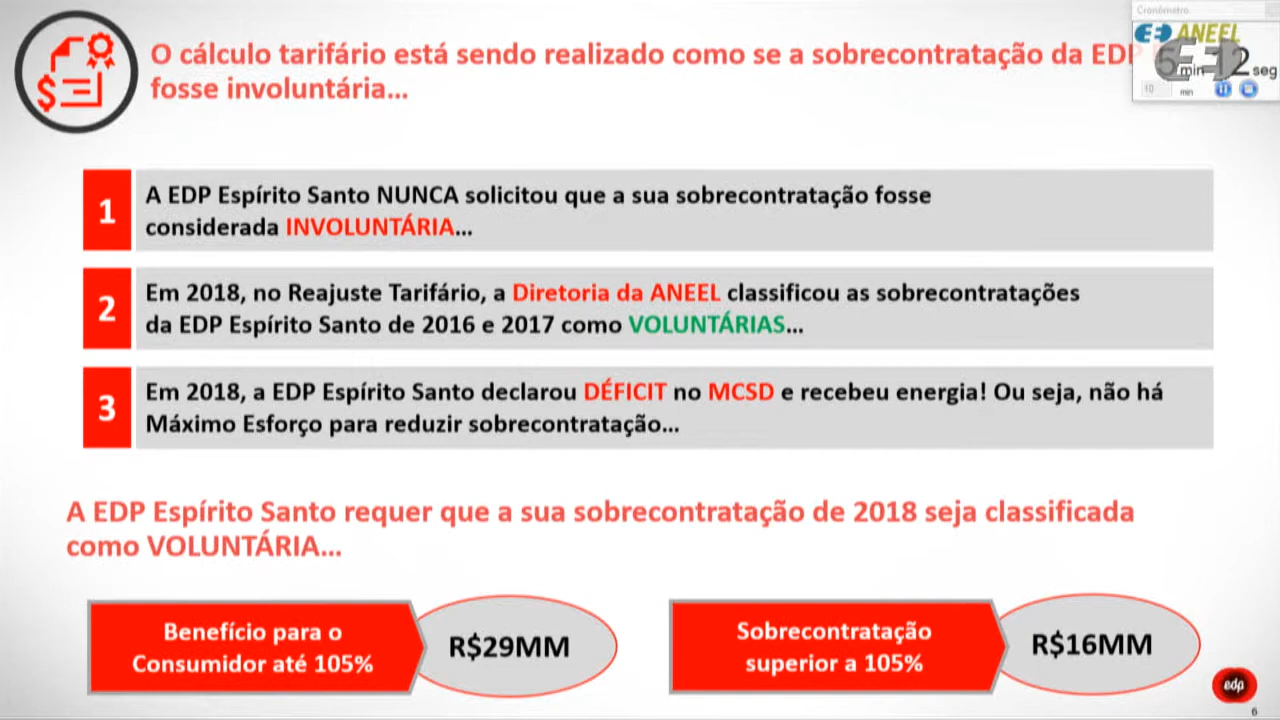 Cronômetro
ANEEL
O cálculo tarifário está sendo realizado como se a sobrecontratação da EDP
min 2 seg
fosse involuntária...
10 min
1
A EDP Espírito Santo NUNCA solicitou que a sua sobrecontratação fosse
considerada INVOLUNTÁRIA...
2
Em 2018, no Reajuste Tarifário, a Diretoria da ANEEL classificou as sobrecontratações
da EDP Espírito Santo de 2016 e 2017 como VOLUNTÁRIAS...
3
Em 2018, a EDP Espírito Santo declarou DÉFICIT no MCSD e recebeu energia! Ou seja, não há
Máximo Esforço para reduzir sobrecontratação...
A EDP Espírito Santo requer que a sua sobrecontratação de 2018 seja classificada
como VOLUNTÁRIA...
Benefício para o
Consumidor até 105%
R$29MM
Sobrecontratação
superior a 105%
R$16MM
edp
6